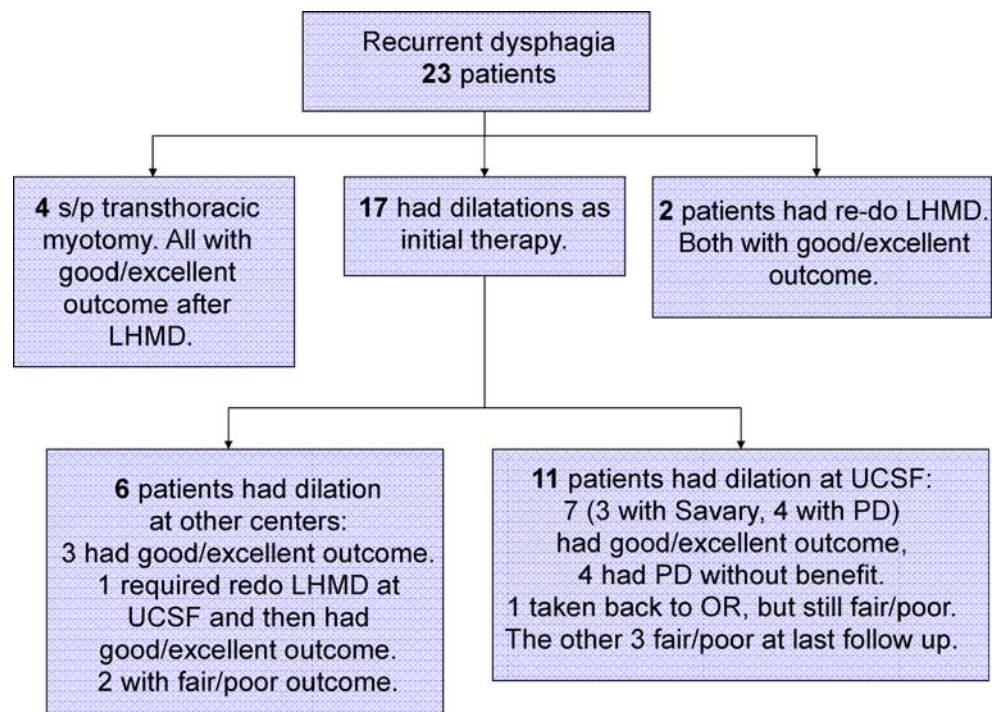 Recurrent dysphagia
23 patients
4 s/p transthoracic
myotomy. All with
good/excellent
outcome after
LHMD.
17 had dilatations as
initial therapy.
2 patients had re-do LHMD.
Both with good/excellent
outcome.
6 patients had dilation
at other centers:
3 had good/excellent outcome.
1 required redo LHMD at
UCSF and then had
good/excellent outcome.
2 with fair/poor outcome.
11 patients had dilation at UCSF:
7 (3 with Savary, 4 with PD)
had good/excellent outcome,
4 had PD without benefit.
1 taken back to OR, but still fair/poor.
The other 3 fair/poor at last follow up.